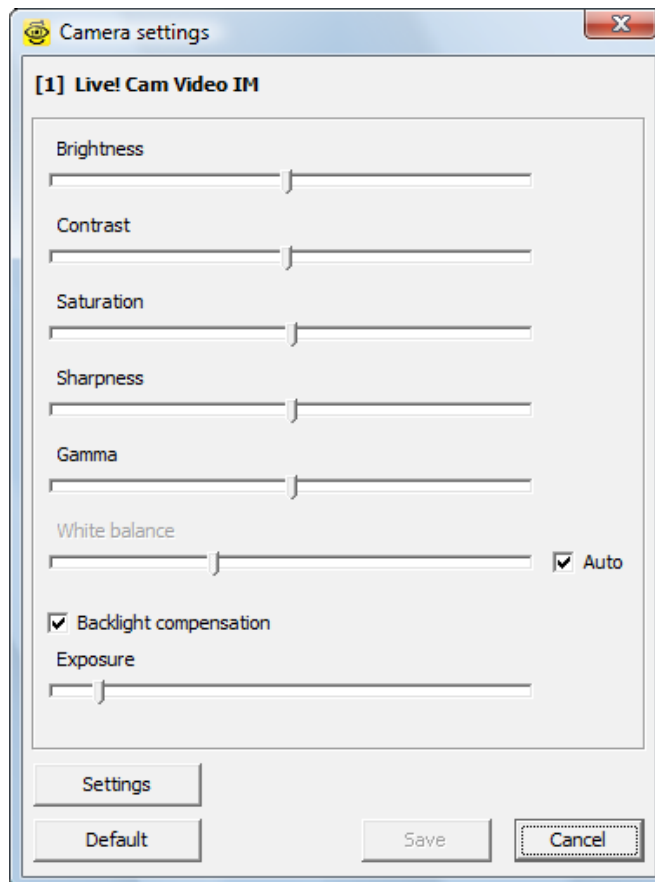 Camera settings
[1] Live! Cam Video IM
Brightness
Contrast
Saturation
Sharpness
Gamma
White balance
Auto
Backlight compensation
Exposure
Settings
Default
Save
Cancel